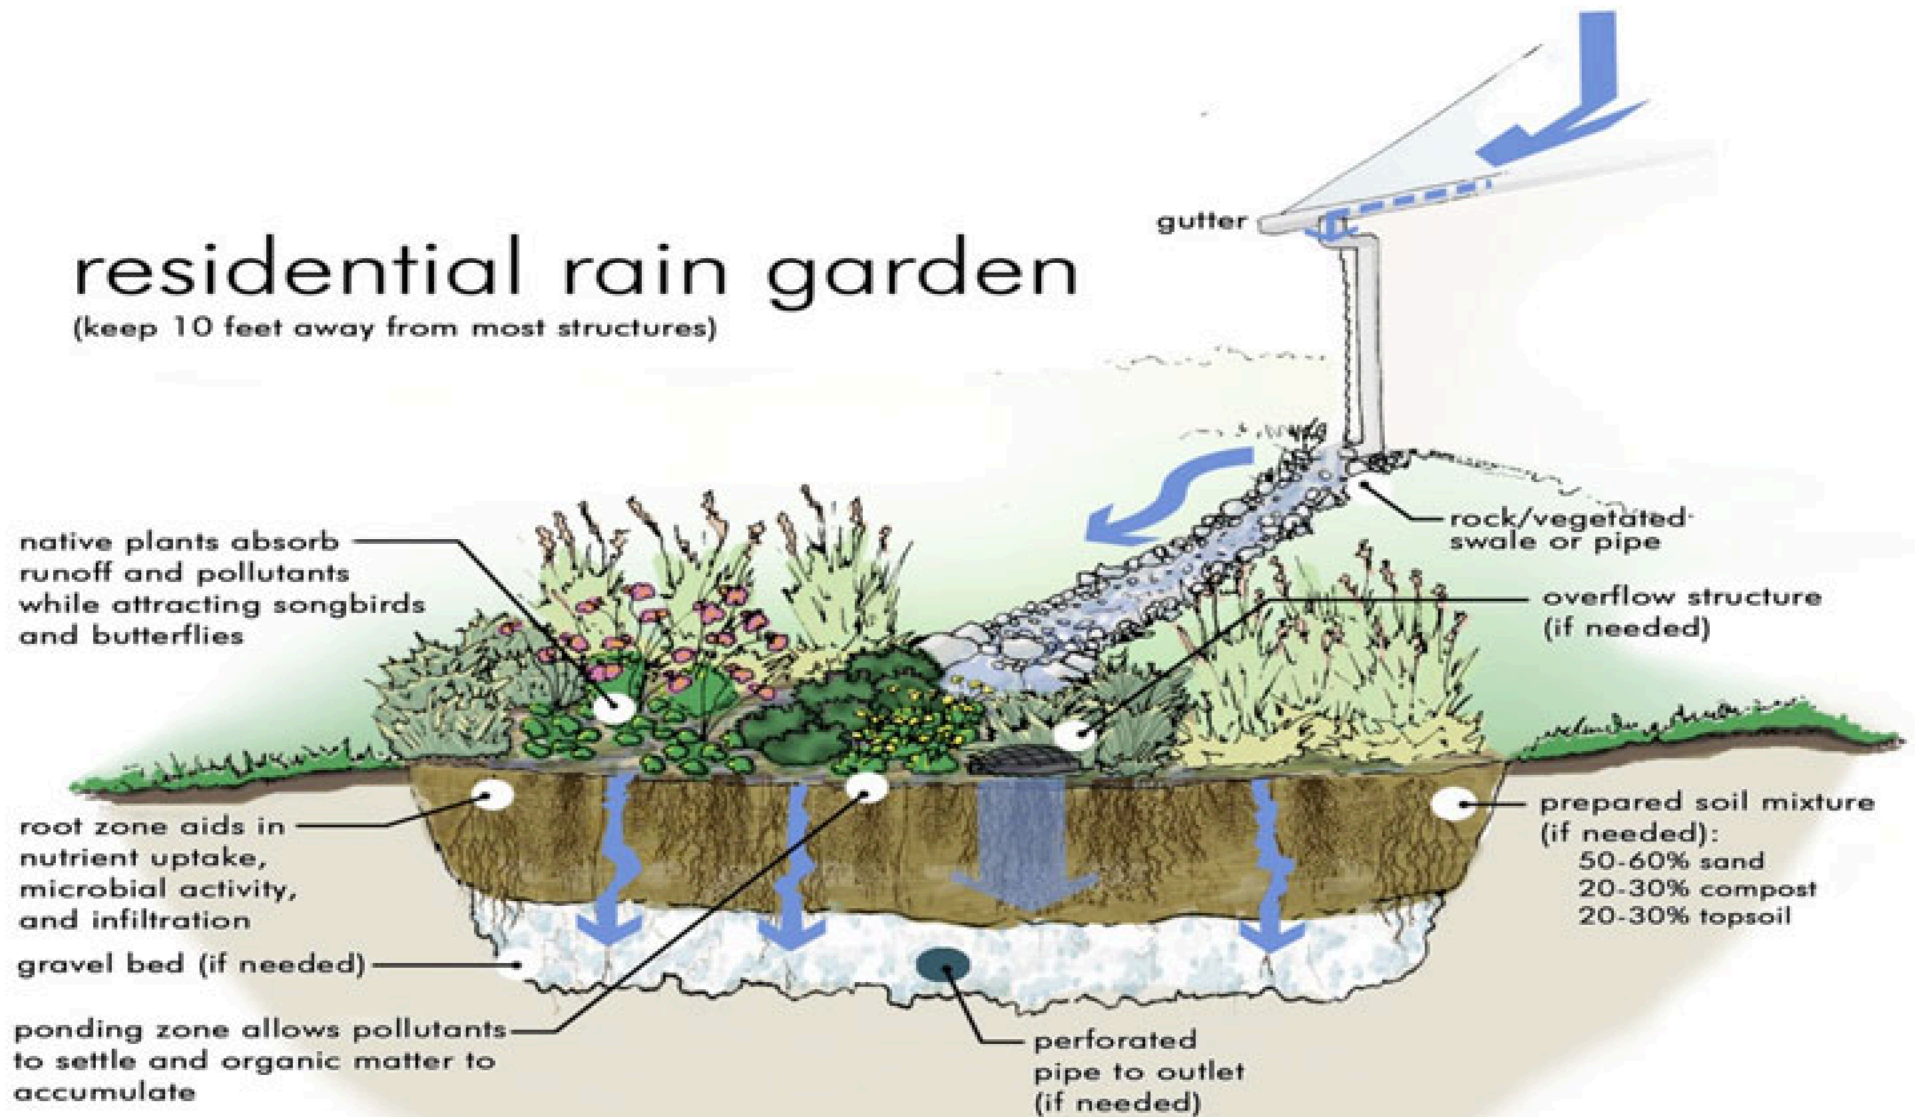 residential rain garden
(keep 10 feet away from most structures)
gutter
native plants absorb
runoff and pollutants
while attracting songbirds
and butterflies
rock/vegetated
swale or pipe
overflow structure
(if needed)
root zone aids in
nutrient uptake,
microbial activity,
and infiltration
prepared soil mixture
(if needed):
50-60% sand
20-30% compost
20-30% topsoil
gravel bed (if needed)
ponding zone allows pollutants
to settle and organic matter to
accumulate
perforated
pipe to outlet
(if needed)